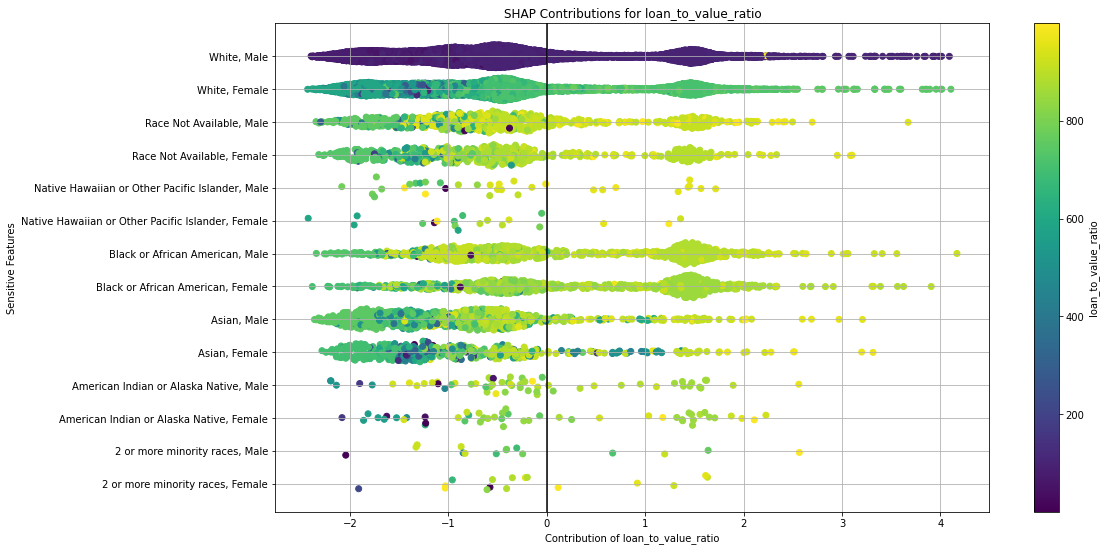 SHAP Contributions for loan_to_value_ratio
Sensitive Features
White, Male
White, Female
Race Not Available, Male
Race Not Available, Female
Native Hawaiian or Other Pacific Islander, Male
Native Hawaiian or Other Pacific Islander, Female
Black or African American, Male
Black or African American, Female
Asian, Male
Asian, Female
American Indian or Alaska Native, Male
American Indian or Alaska Native, Female
2 or more minority races, Male
2 or more minority races, Female
−2 −1 0 1 2 3 4
Contribution of loan_to_value_ratio
800
600
400
200
loan_to_value_ratio